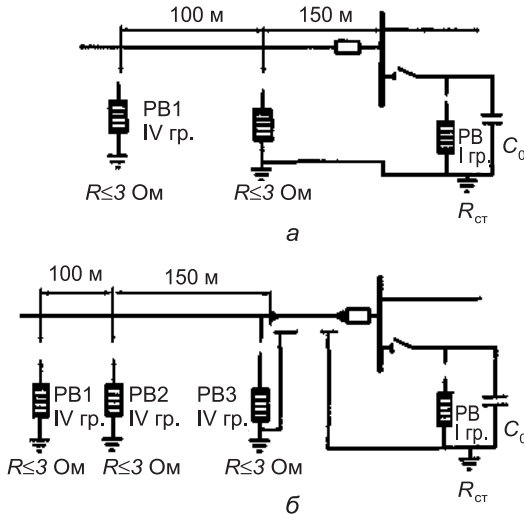 100 м 150 м
РВ1
IV гр.
R≤3 Ом
R≤3 Ом
РВ
I гр.
C₀
Rст
а
100 м 150 м
РВ1
IV гр.
РВ2
IV гр.
РВ3
IV гр.
R≤3 Ом
R≤3 Ом
R≤3 Ом
РВ
I гр.
C₀
Rст
б